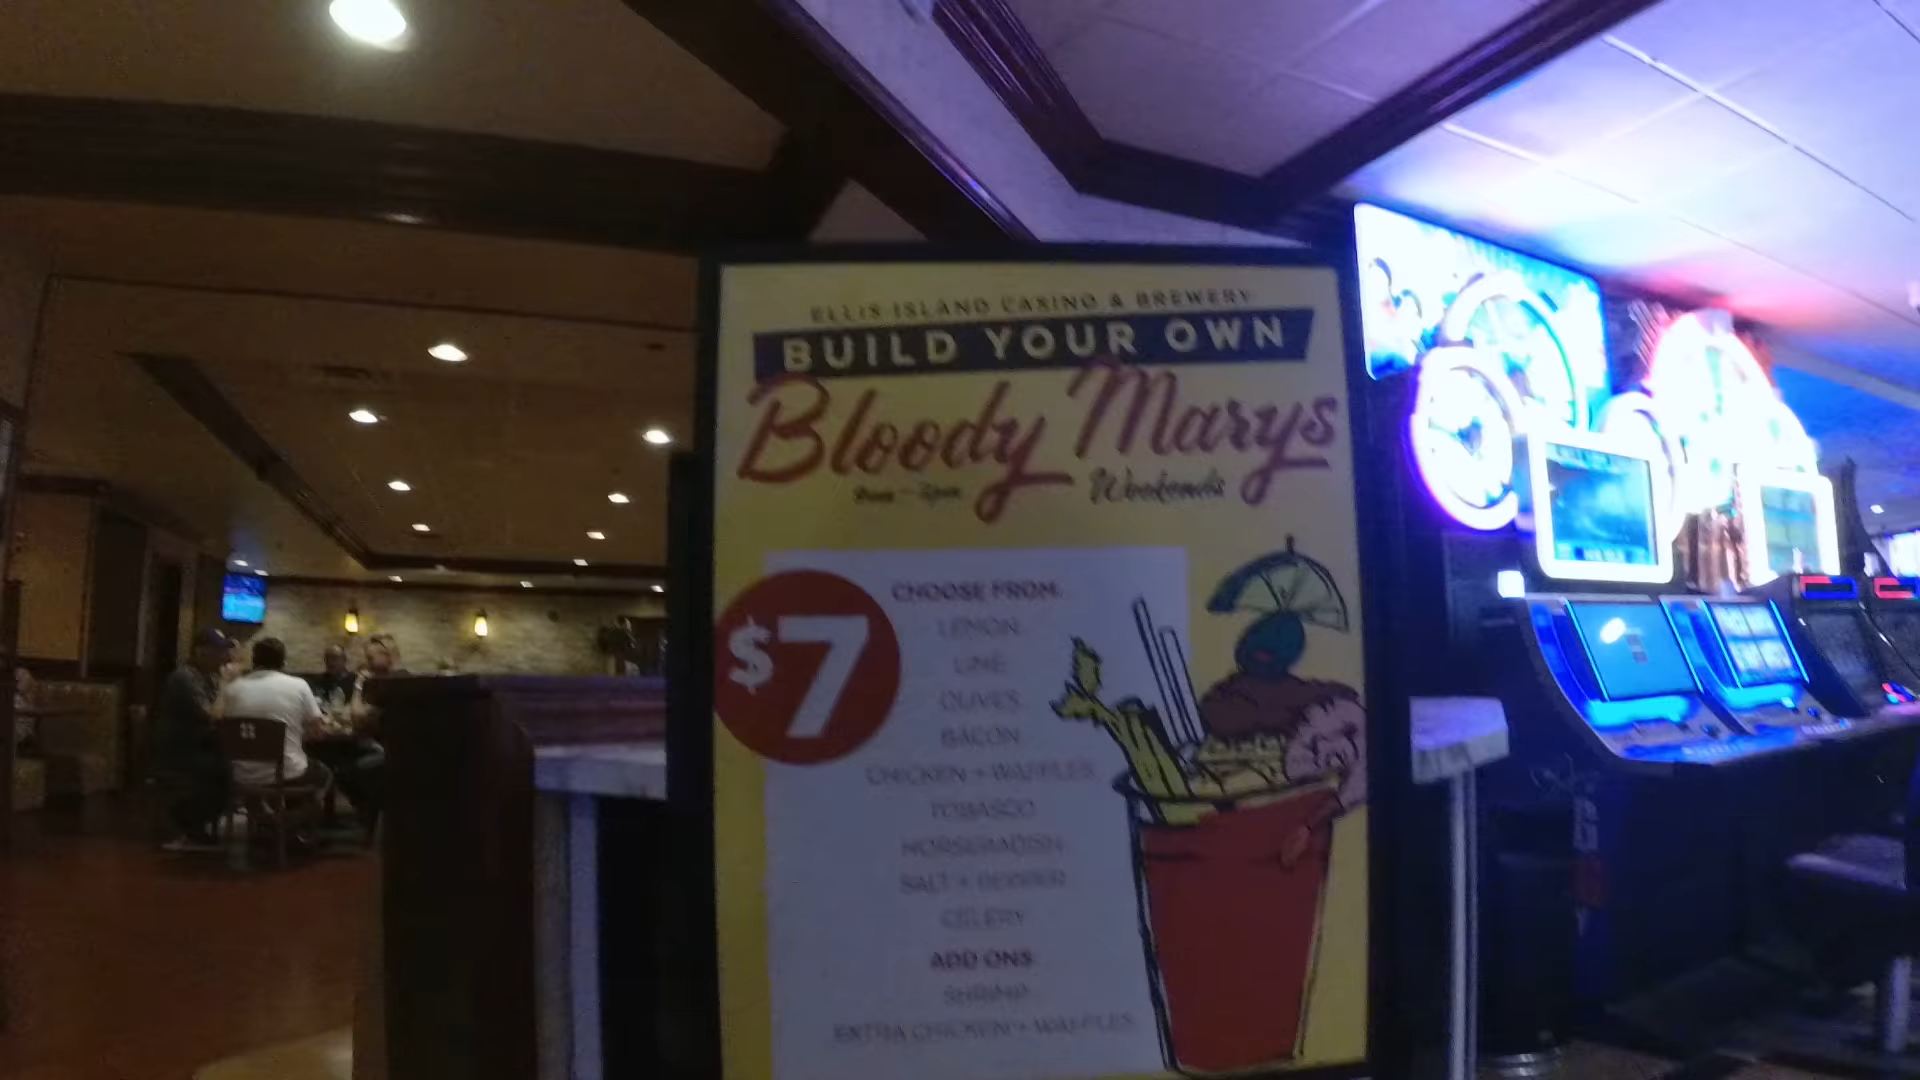 ELLIS ISLAND CASINO & BREWERY
BUILD YOUR OWN
Bloody Marys
Weekends
$7
CHOOSE FROM:
LEMON
LIME
OLIVES
BACON
CHICKEN + WAFFLES
TOBASCO
HORSERADISH
SALT + PEPPER
CELERY
ADD ONS
SHRIMP
EXTRA CHICKEN + WAFFLES